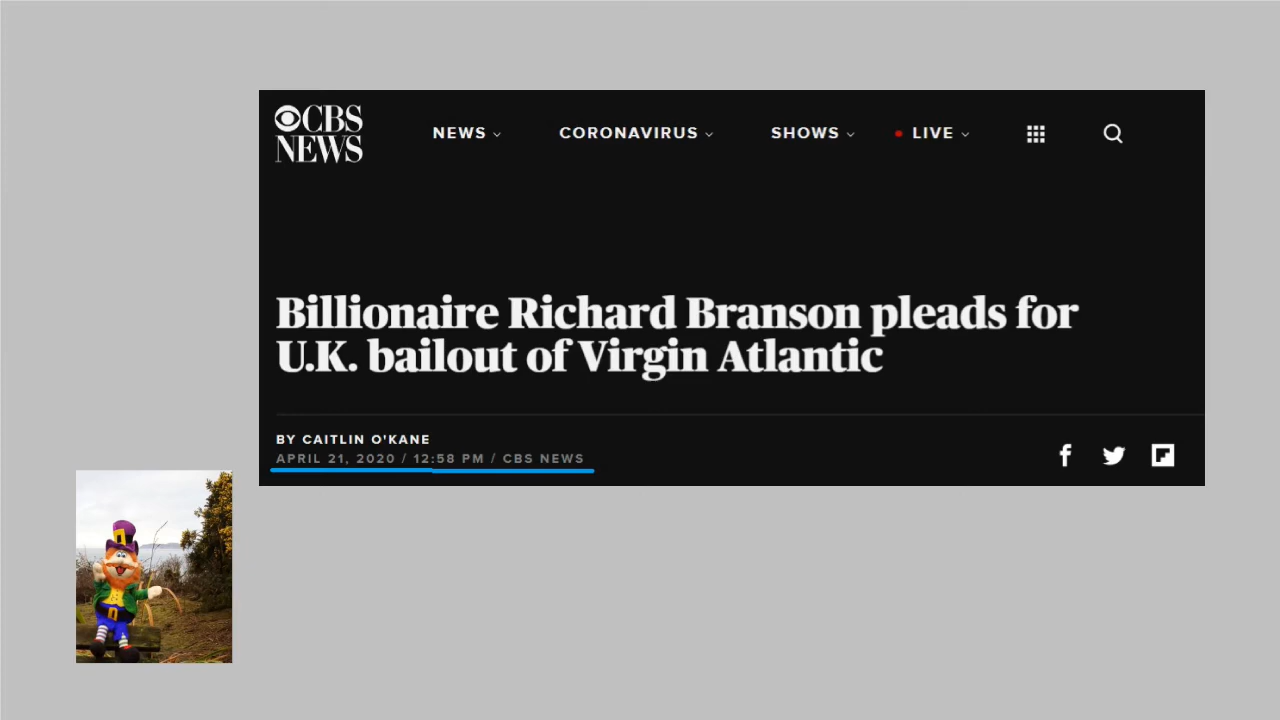 CBS NEWS
NEWS CORONAVIRUS SHOWS LIVE
Billionaire Richard Branson pleads for
U.K. bailout of Virgin Atlantic
BY CAITLIN O'KANE
APRIL 21, 2020 / 12:58 PM / CBS NEWS